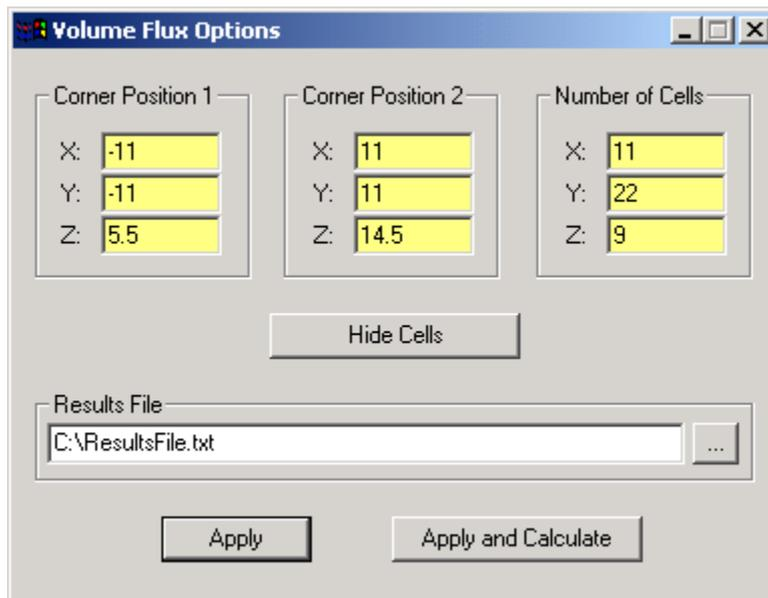 Volume Flux Options
Corner Position 1 Corner Position 2 Number of Cells
X: -11 X: 11 X: 11
Y: -11 Y: 11 Y: 22
Z: 5.5 Z: 14.5 Z: 9
Hide Cells
Results File
C:\ResultsFile.txt ...
Apply Apply and Calculate